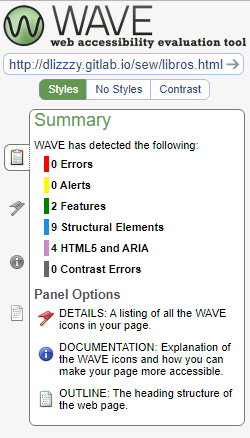 WAVE
web accessibility evaluation tool
http://dlizzzy.gitlab.io/sew/libros.html
Styles No Styles Contrast
Summary
WAVE has detected the following:
0 Errors
0 Alerts
2 Features
9 Structural Elements
4 HTML5 and ARIA
0 Contrast Errors
Panel Options
DETAILS: A listing of all the WAVE
icons in your page.
DOCUMENTATION: Explanation of
the WAVE icons and how you can
make your page more accessible.
OUTLINE: The heading structure of
the web page.